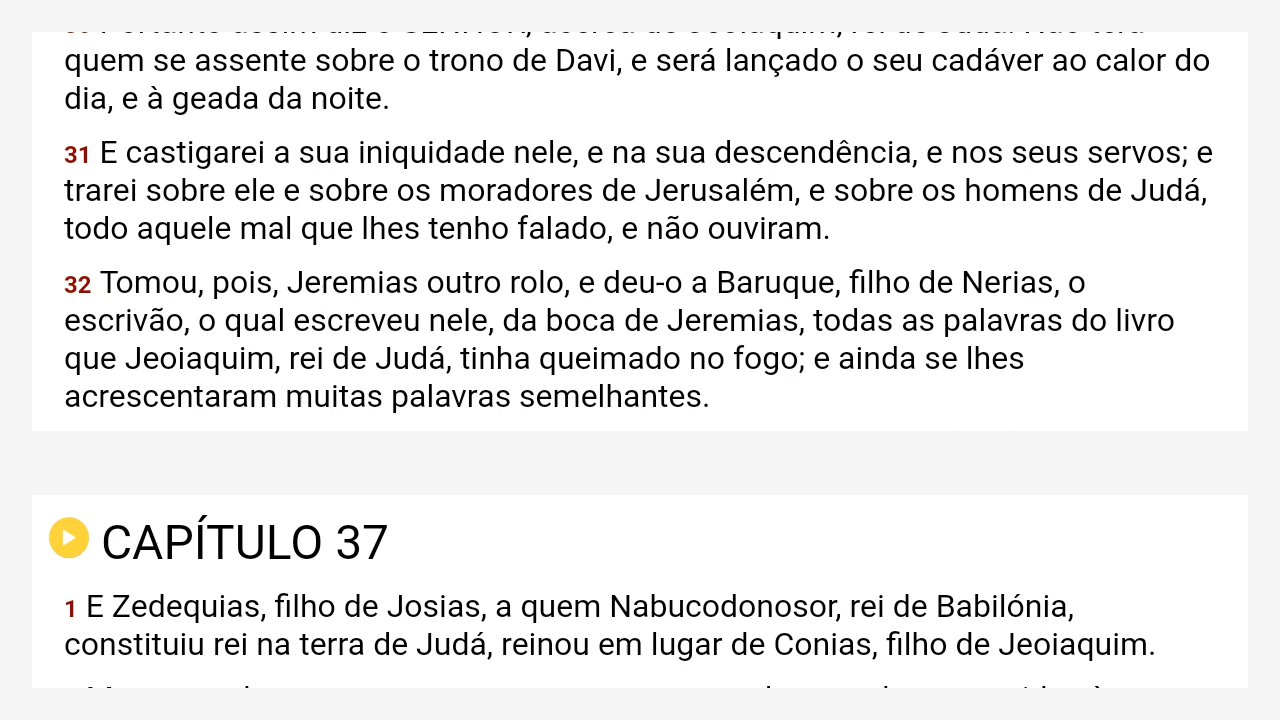 quem se assente sobre o trono de Davi, e será lançado o seu cadáver ao calor do
dia, e à geada da noite.
31 E castigarei a sua iniquidade nele, e na sua descendência, e nos seus servos; e
trarei sobre ele e sobre os moradores de Jerusalém, e sobre os homens de Judá,
todo aquele mal que lhes tenho falado, e não ouviram.
32 Tomou, pois, Jeremias outro rolo, e deu-o a Baruque, filho de Nerias, o
escrivão, o qual escreveu nele, da boca de Jeremias, todas as palavras do livro
que Jeoiaquim, rei de Judá, tinha queimado no fogo; e ainda se lhes
acrescentaram muitas palavras semelhantes.
CAPÍTULO 37
1 E Zedequias, filho de Josias, a quem Nabucodonosor, rei de Babilónia,
constituiu rei na terra de Judá, reinou em lugar de Conias, filho de Jeoiaquim.